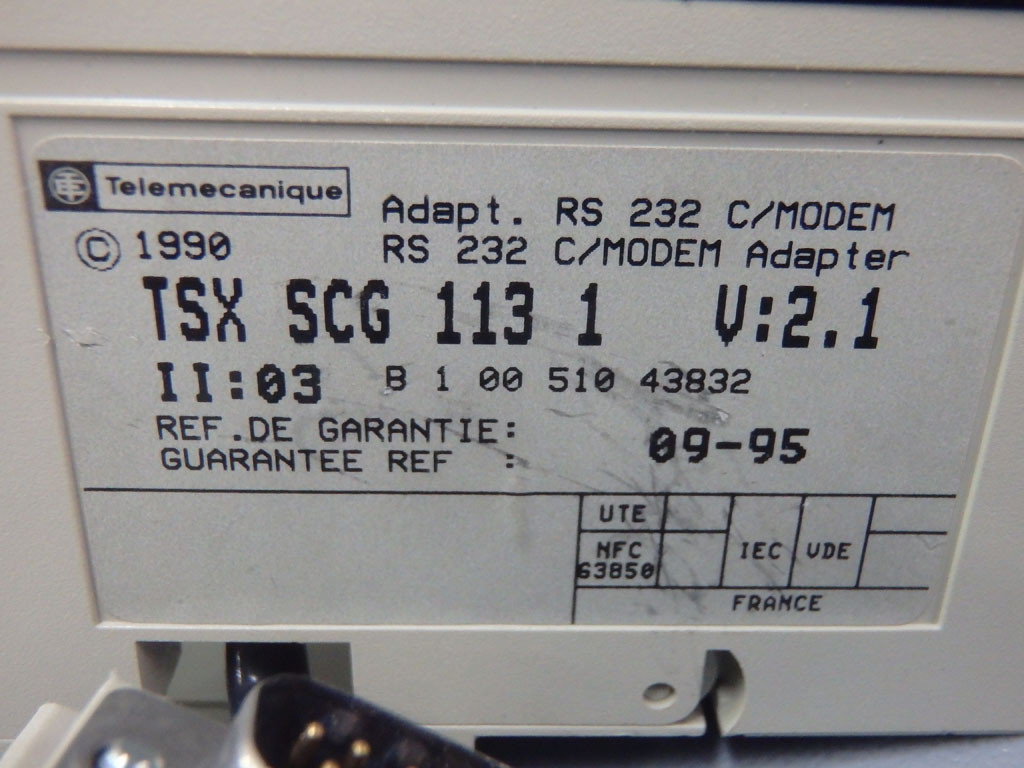 TE Telemecanique
Adapt. RS 232 C/MODEM
© 1990 RS 232 C/MODEM Adapter
TSX SCG 113 1 V:2.1
II:03 B 1 00 510 43832
REF.DE GARANTIE:
GUARANTEE REF : 09-95
UTE
NFC
63850
IEC VDE
FRANCE